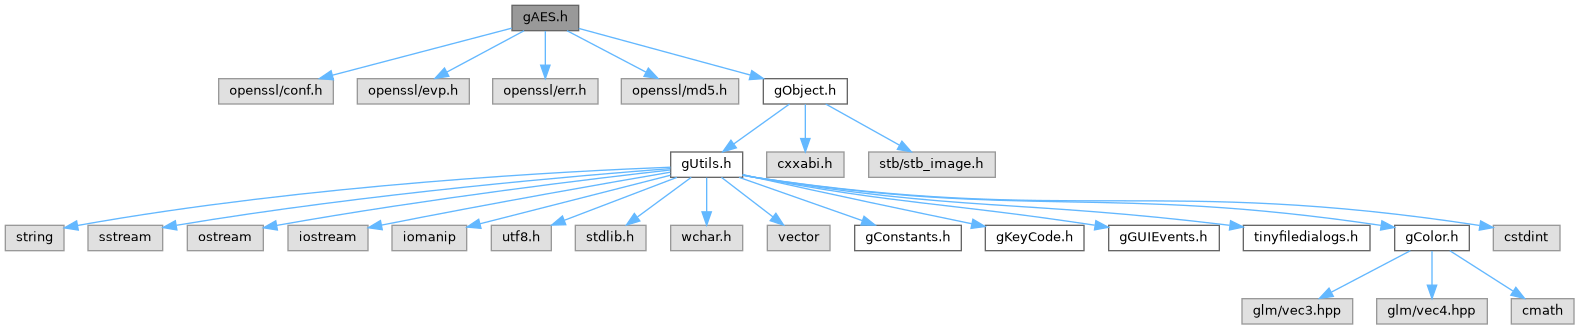 gAES.h
openssl/conf.h
openssl/evp.h
openssl/err.h
openssl/md5.h
gObject.h
gUtils.h
cxxabi.h
stb/stb_image.h
string
sstream
ostream
iostream
iomanip
utf8.h
stdlib.h
wchar.h
vector
gConstants.h
gKeyCode.h
gGUIEvents.h
tinyfiledialogs.h
gColor.h
cstdint
glm/vec3.hpp
glm/vec4.hpp
cmath